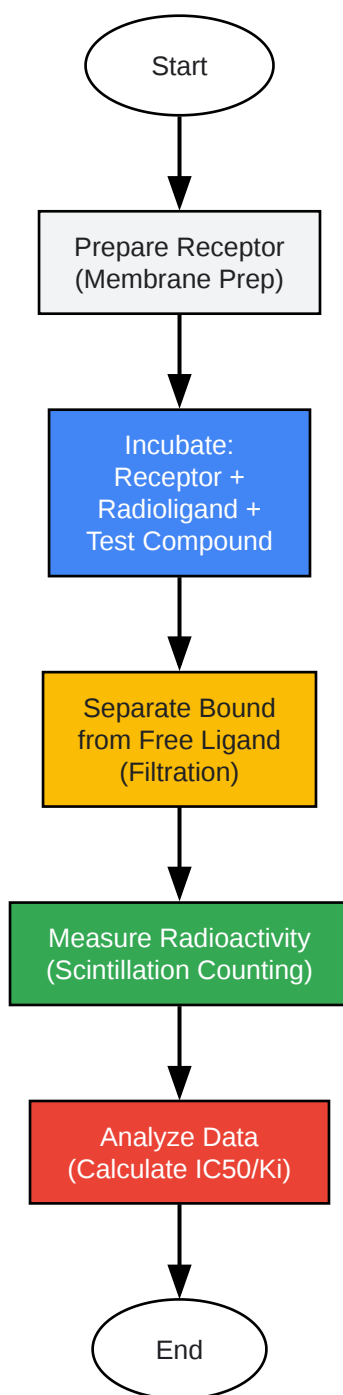 Start
Prepare Receptor
(Membrane Prep)
Incubate:
Receptor +
Radioligand +
Test Compound
Separate Bound
from Free Ligand
(Filtration)
Measure Radioactivity
(Scintillation Counting)
Analyze Data
(Calculate IC50/Ki)
End